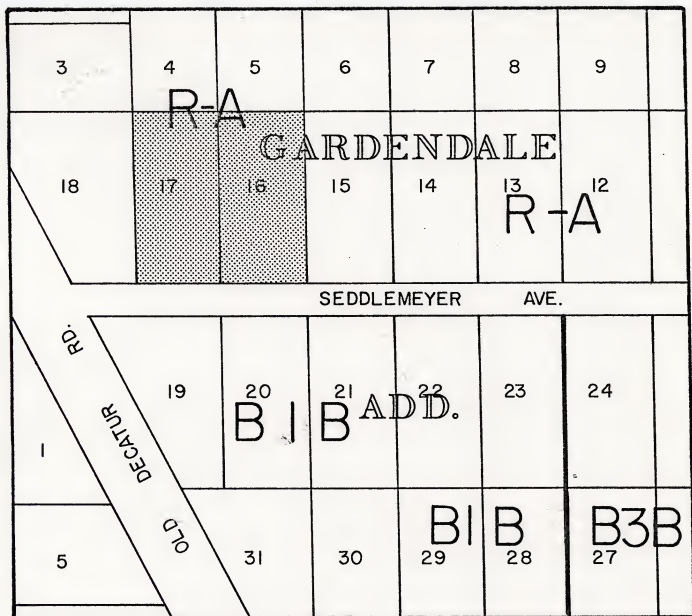 3 4 5 6 7 8 9
R-A
GARDENDALE
18 17 16 15 14 13 12
R-A
SEDDLEMEYER AVE.
OLD DECATUR RD.
19 20 21 22 23 24
B1B ADD.
1
B1B B3B
5 31 30 29 28 27